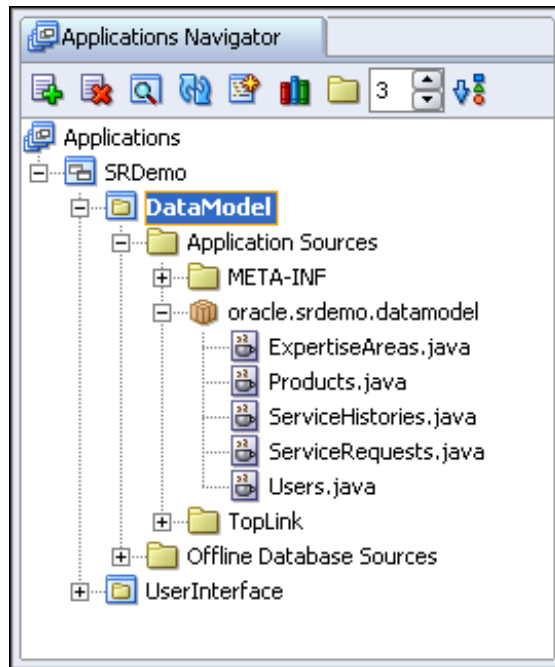 Applications Navigator
3
Applications
SRDemo
DataModel
Application Sources
META-INF
oracle.srdemo.datamodel
ExpertiseAreas.java
Products.java
ServiceHistories.java
ServiceRequests.java
Users.java
TopLink
Offline Database Sources
UserInterface